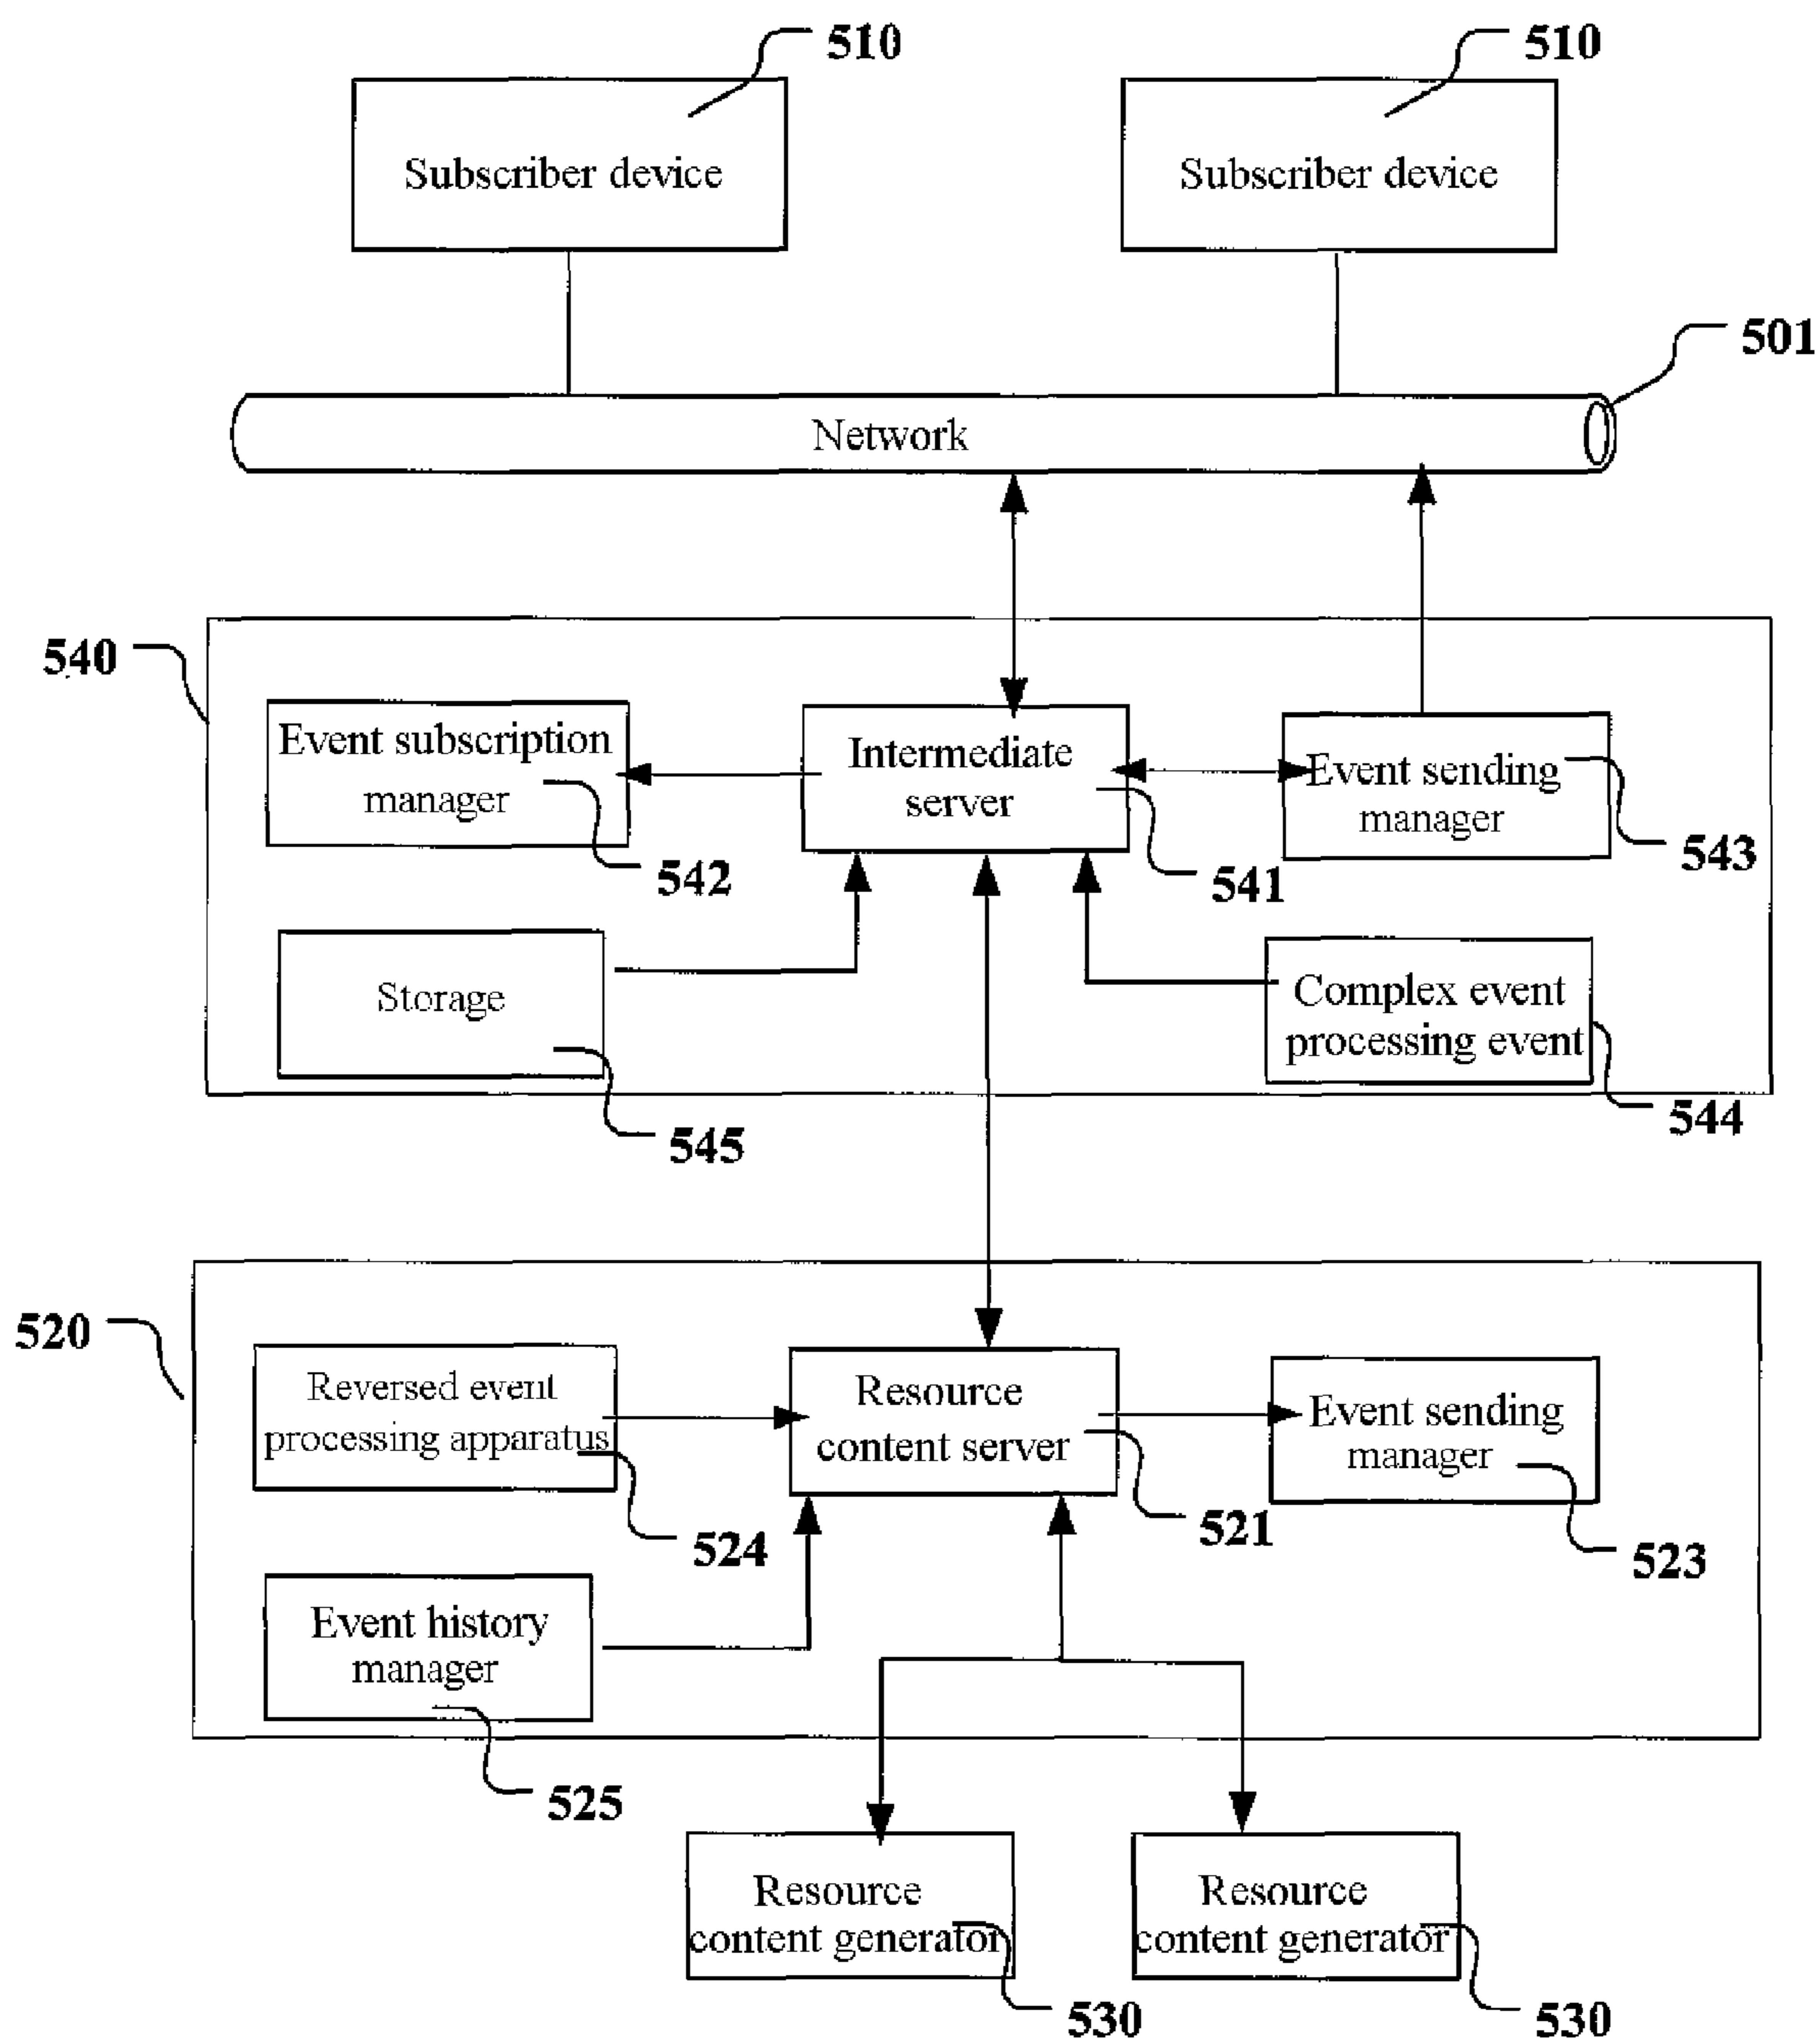 510
510
Subscriber device
Subscriber device
501
Network
540
Event subscription
manager
542
Intermediate
server
541
Event sending
manager
543
Storage
545
Complex event
processing event
544
520
Reversed event
processing apparatus
524
Resource
content server
521
Event sending
manager
523
Event history
manager
525
Resource
content generator
530
Resource
content generator
530